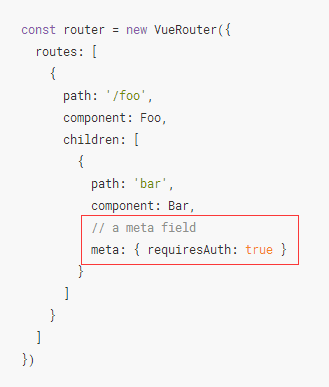 const router = new VueRouter({
  routes: [
    {
      path: '/foo',
      component: Foo,
      children: [
        {
          path: 'bar',
          component: Bar,
          // a meta field
          meta: { requiresAuth: true }
        }
      ]
    }
  ]
})